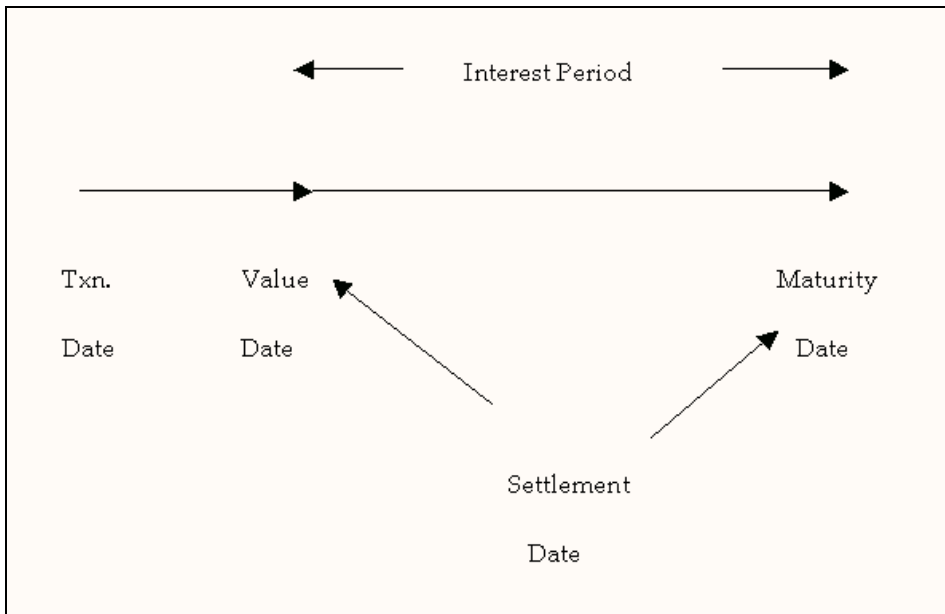 Interest Period
Txn. Value Maturity
Date Date Date
Settlement
Date